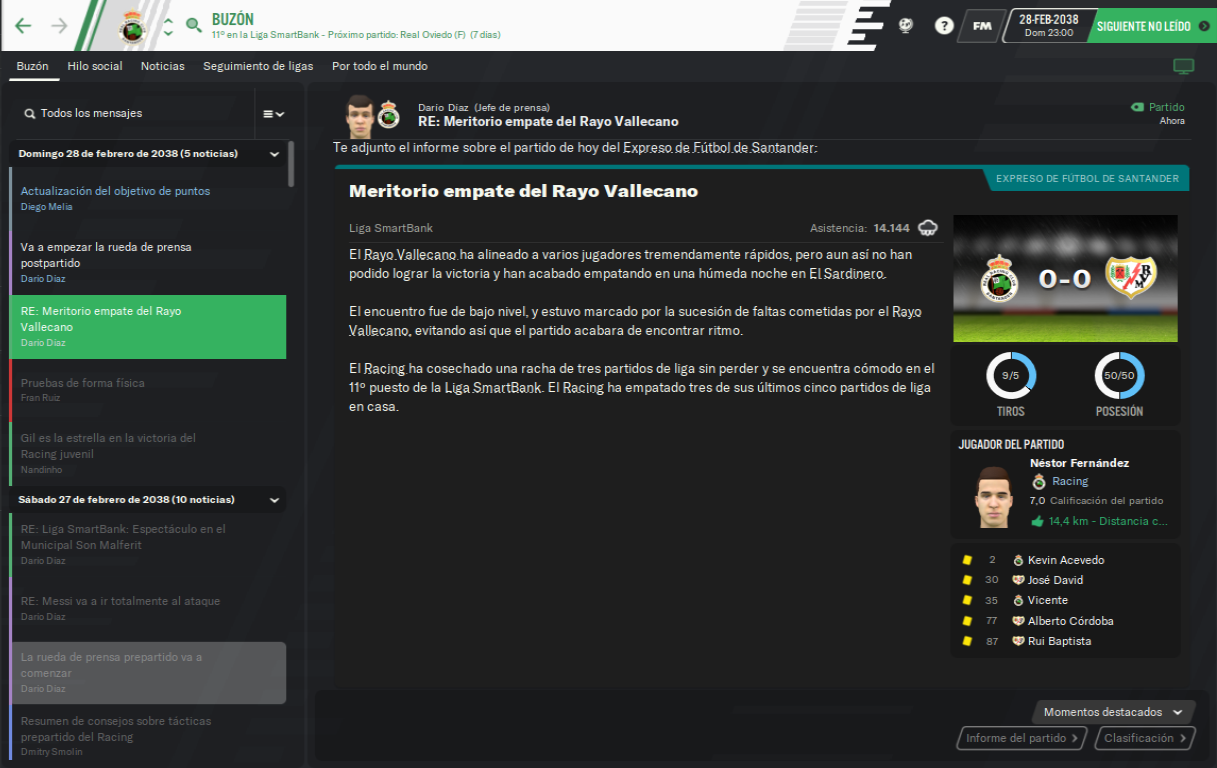 BUZÓN
11º en la Liga SmartBank - Próximo partido: Real Oviedo (F) (7 días)
?
FM
28-FEB-2038
Dom 23:00
SIGUIENTE NO LEÍDO
Buzón Hilo social Noticias Seguimiento de ligas Por todo el mundo
Todos los mensajes
Domingo 28 de febrero de 2038 (5 noticias)
Actualización del objetivo de puntos
Diego Melia
Va a empezar la rueda de prensa
postpartido
Darío Díaz
RE: Meritorio empate del Rayo
Vallecano
Darío Díaz
Pruebas de forma física
Fran Ruiz
Gil es la estrella en la victoria del
Racing juvenil
Nandinho
Sábado 27 de febrero de 2038 (10 noticias)
RE: Liga SmartBank: Espectáculo en el
Municipal Son Malferit
Darío Díaz
RE: Messi va a ir totalmente al ataque
Darío Díaz
La rueda de prensa prepartido va a
comenzar
Darío Díaz
Resumen de consejos sobre tácticas
prepartido del Racing
Dmitry Smolin
Darío Díaz (Jefe de prensa)
RE: Meritorio empate del Rayo Vallecano
Partido
Ahora
Te adjunto el informe sobre el partido de hoy del Expreso de Fútbol de Santander:
EXPRESO DE FÚTBOL DE SANTANDER
Meritorio empate del Rayo Vallecano
Liga SmartBank Asistencia: 14.144
El Rayo Vallecano ha alineado a varios jugadores tremendamente rápidos, pero aun así no han
podido lograr la victoria y han acabado empatando en una húmeda noche en El Sardinero.
El encuentro fue de bajo nivel, y estuvo marcado por la sucesión de faltas cometidas por el Rayo
Vallecano, evitando así que el partido acabara de encontrar ritmo.
El Racing ha cosechado una racha de tres partidos de liga sin perder y se encuentra cómodo en el
11º puesto de la Liga SmartBank. El Racing ha empatado tres de sus últimos cinco partidos de liga
en casa.
0-0
9/5
50/50
TIROS POSESIÓN
JUGADOR DEL PARTIDO
Néstor Fernández
Racing
7,0 Calificación del partido
14,4 km - Distancia c...
2 Kevin Acevedo
30 José David
35 Vicente
77 Alberto Córdoba
87 Rui Baptista
Momentos destacados
Informe del partido
Clasificación